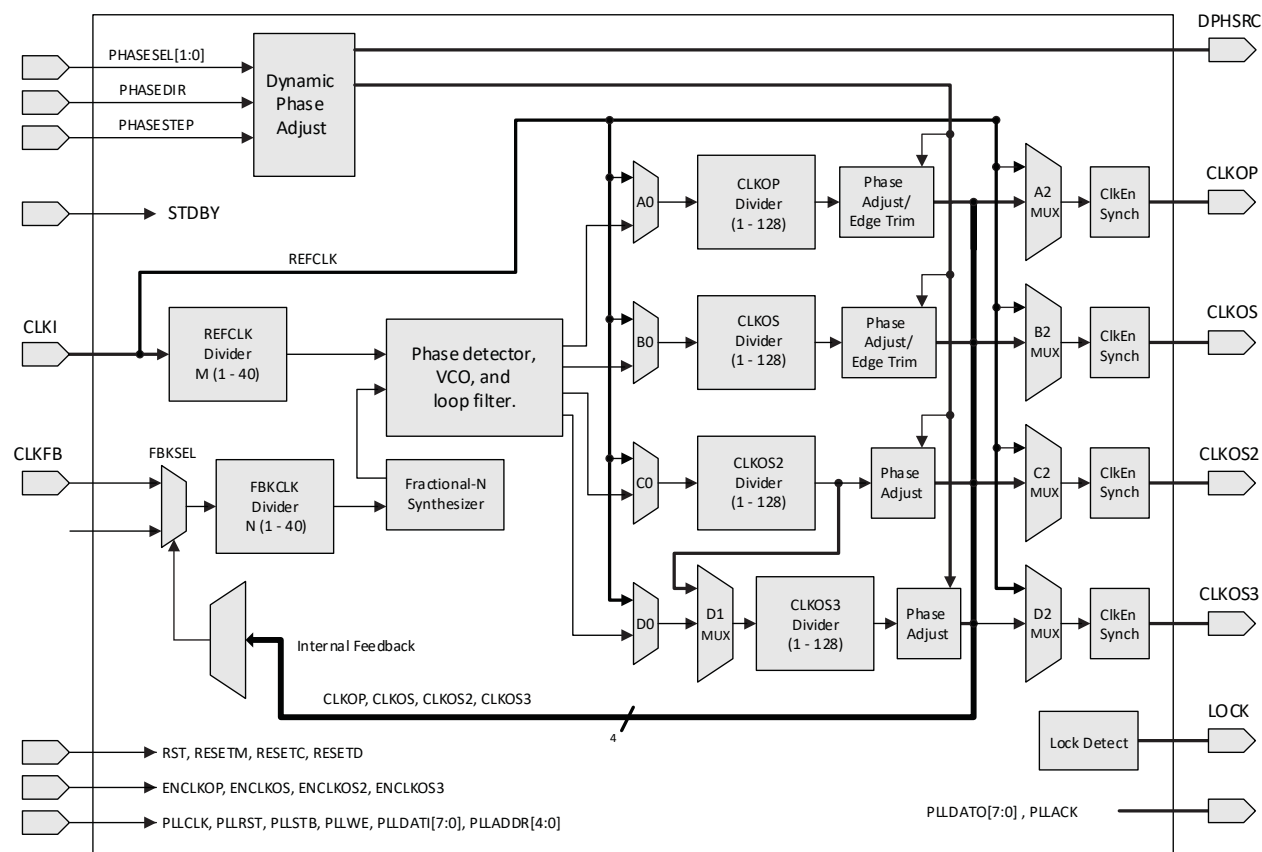 DPHSRC
PHASESEL[1:0]
PHASEDIR
PHASESTEP
Dynamic
Phase
Adjust
STDBY
REFCLK
CLKI
REFCLK
Divider
M (1 - 40)
Phase detector,
VCO, and
loop filter.
CLKFB
FBKSEL
FBKCLK
Divider
N (1 - 40)
Fractional-N
Synthesizer
Internal Feedback
CLKOP, CLKOS, CLKOS2, CLKOS3
4
A0
CLKOP
Divider
(1 - 128)
Phase
Adjust/
Edge Trim
A2
MUX
ClkEn
Synch
CLKOP
B0
CLKOS
Divider
(1 - 128)
Phase
Adjust/
Edge Trim
B2
MUX
ClkEn
Synch
CLKOS
C0
CLKOS2
Divider
(1 - 128)
Phase
Adjust
C2
MUX
ClkEn
Synch
CLKOS2
D0
D1
MUX
CLKOS3
Divider
(1 - 128)
Phase
Adjust
D2
MUX
ClkEn
Synch
CLKOS3
Lock Detect
LOCK
RST, RESETM, RESETC, RESETD
ENCLKOP, ENCLKOS, ENCLKOS2, ENCLKOS3
PLLCLK, PLLRST, PLLSTB, PLLWE, PLLDATI[7:0], PLLADDR[4:0]
PLLDATO[7:0] , PLLACK